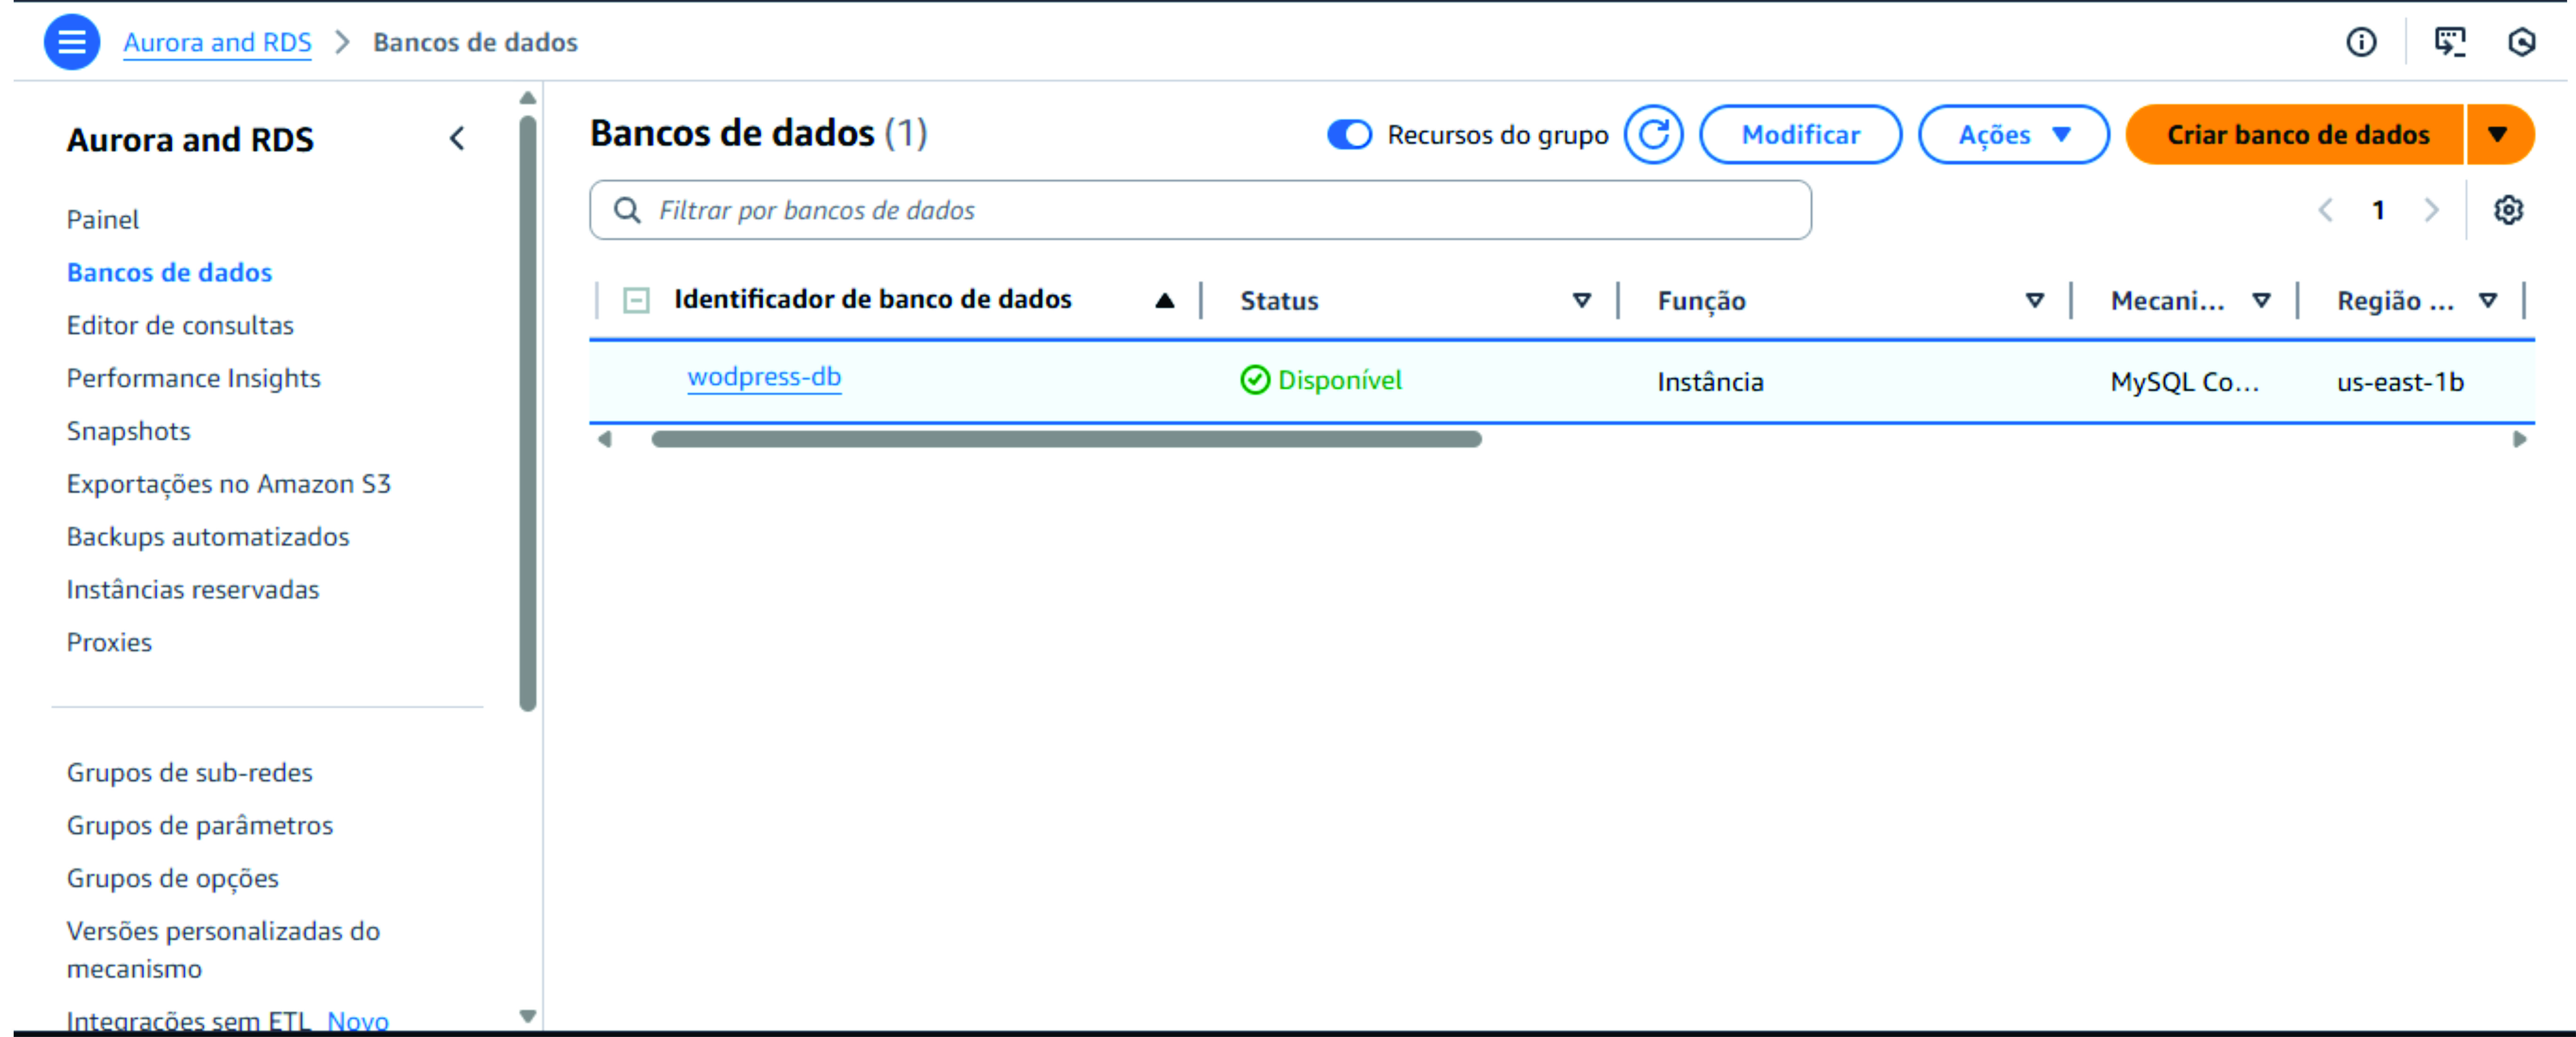 Aurora and RDS > Bancos de dados
Aurora and RDS
Painel
Bancos de dados
Editor de consultas
Performance Insights
Snapshots
Exportações no Amazon S3
Backups automatizados
Instâncias reservadas
Proxies
Grupos de sub-redes
Grupos de parâmetros
Grupos de opções
Versões personalizadas do
mecanismo
Integrações sem ETL Novo
Bancos de dados (1)
Recursos do grupo
Modificar
Ações
Criar banco de dados
Filtrar por bancos de dados
1
Identificador de banco de dados Status Função Mecani... Região ...
wodpress-db Disponível Instância MySQL Co... us-east-1b